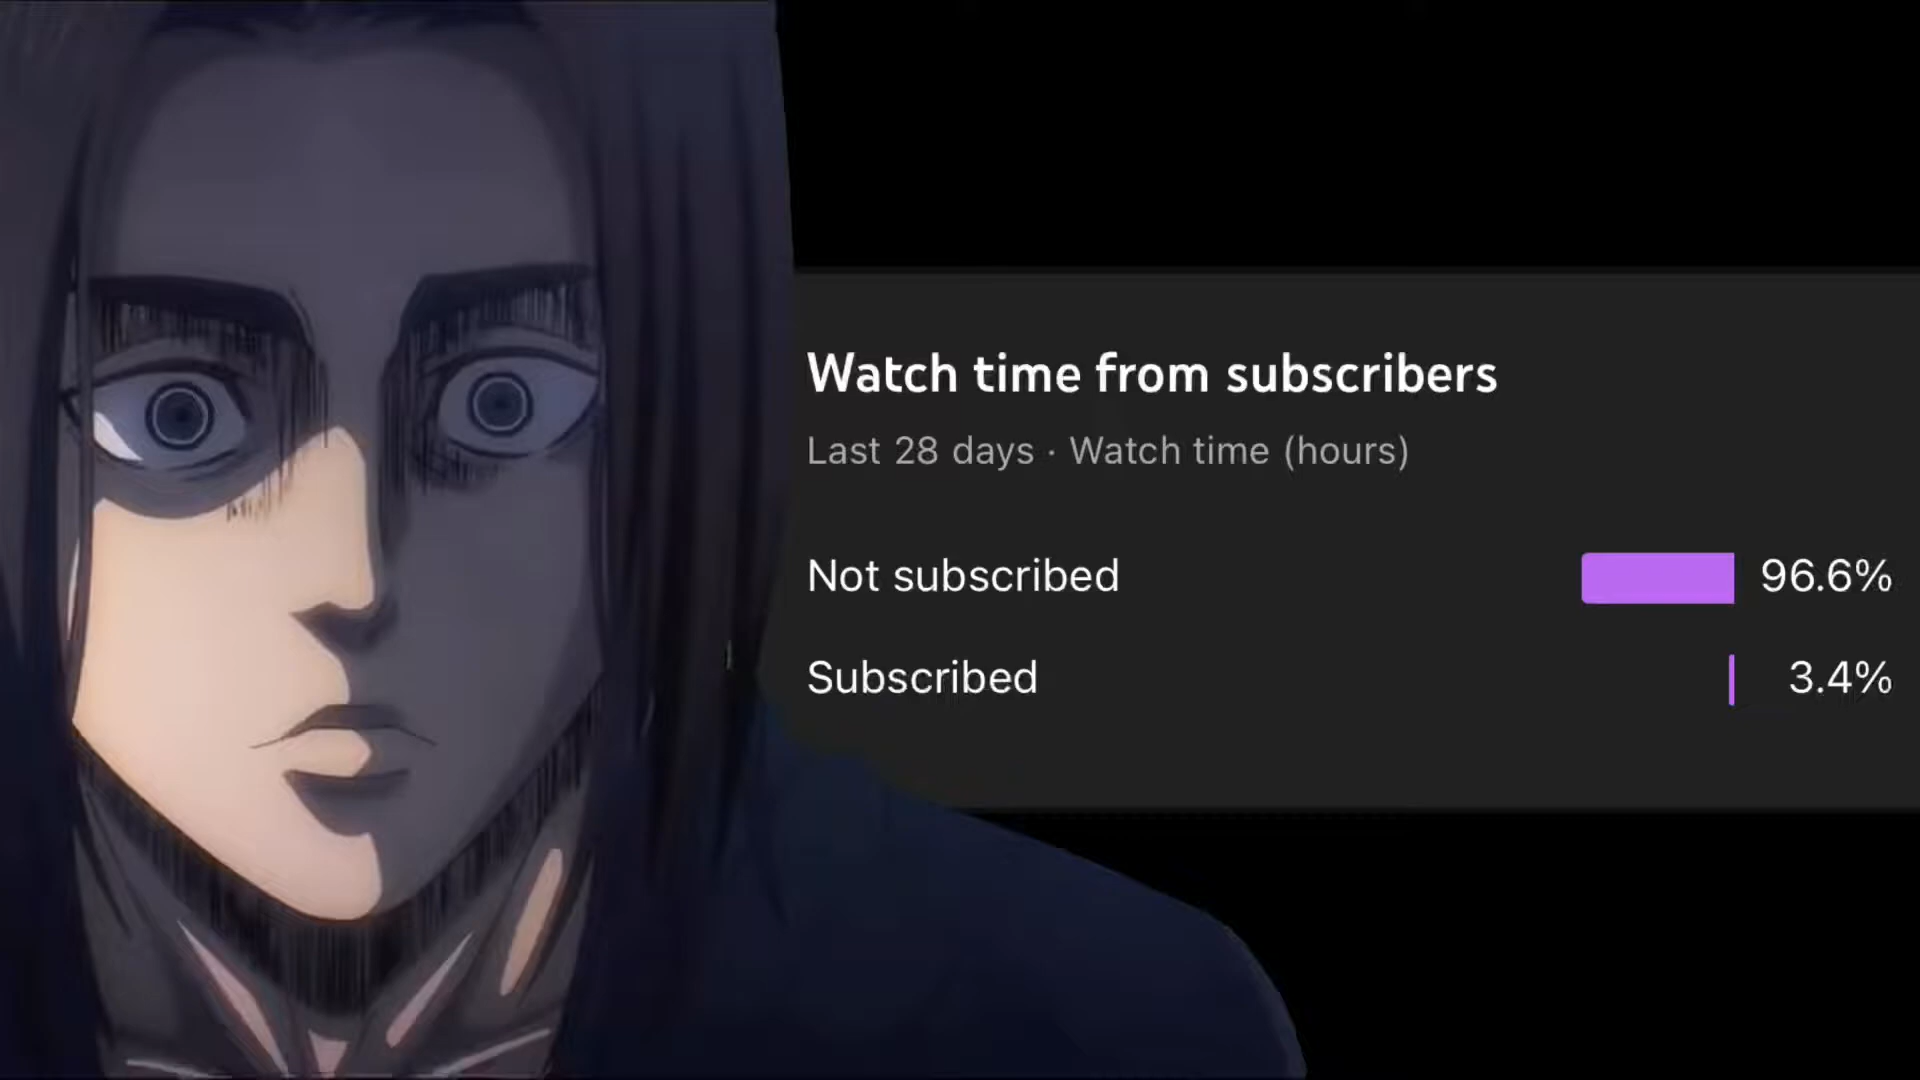 Watch time from subscribers
Last 28 days · Watch time (hours)
Not subscribed 96.6%
Subscribed 3.4%